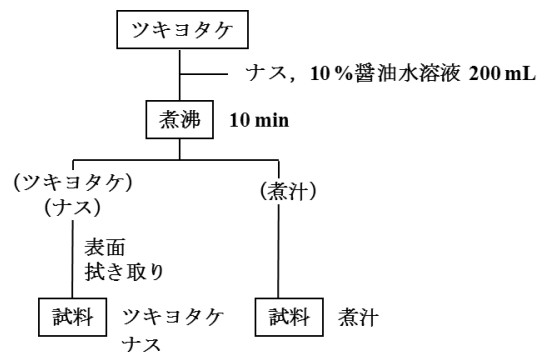 ツキヨタケ
ナス，10％醤油水溶液 200 mL
煮沸 10 min
(ツキヨタケ)
(ナス)
(煮汁)
表面
拭き取り
試料 ツキヨタケ
ナス
試料 煮汁